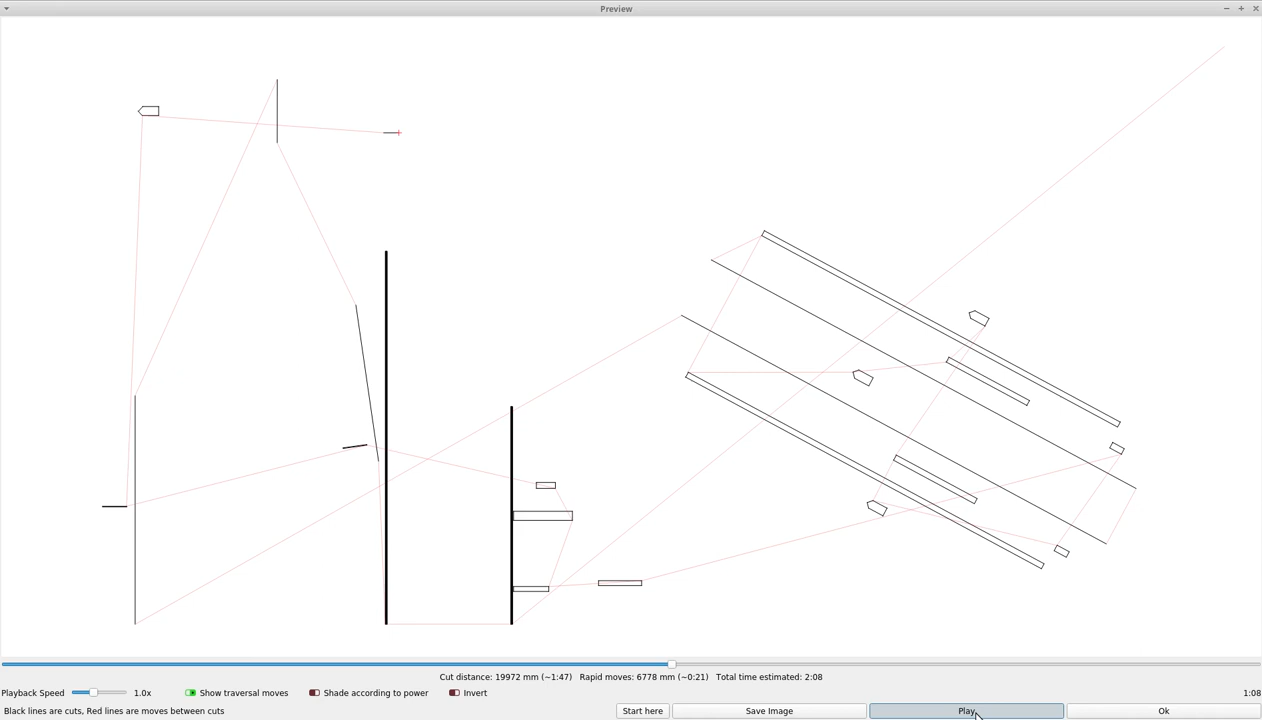 Preview
Cut distance: 19972 mm (~1:47)   Rapid moves: 6778 mm (~0:21)   Total time estimated: 2:08
Playback Speed 1.0x Show traversal moves Shade according to power Invert 1:08
Black lines are cuts, Red lines are moves between cuts Start here Save Image Play Ok